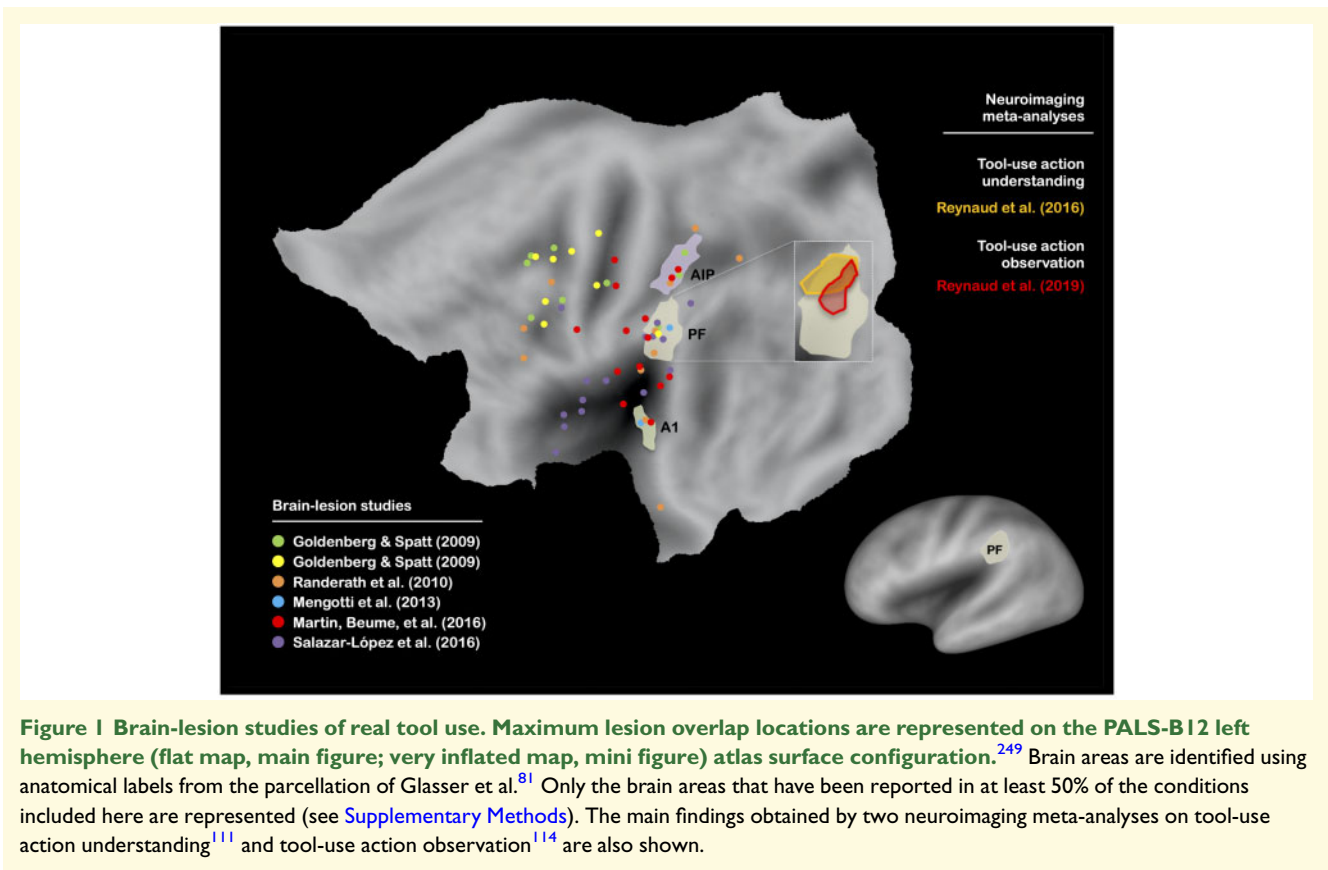 Neuroimaging
meta-analyses
Tool-use action
understanding
Reynaud et al. (2016)
Tool-use action
observation
Reynaud et al. (2019)
AIP
PF
A1
PF
Brain-lesion studies
Goldenberg & Spatt (2009)
Goldenberg & Spatt (2009)
Randerath et al. (2010)
Mengotti et al. (2013)
Martin, Beume, et al. (2016)
Salazar-López et al. (2016)
Figure 1 Brain-lesion studies of real tool use. Maximum lesion overlap locations are represented on the PALS-B12 left
hemisphere (flat map, main figure; very inflated map, mini figure) atlas surface configuration.249 Brain areas are identified using
anatomical labels from the parcellation of Glasser et al.81 Only the brain areas that have been reported in at least 50% of the conditions
included here are represented (see Supplementary Methods). The main findings obtained by two neuroimaging meta-analyses on tool-use
action understanding111 and tool-use action observation114 are also shown.